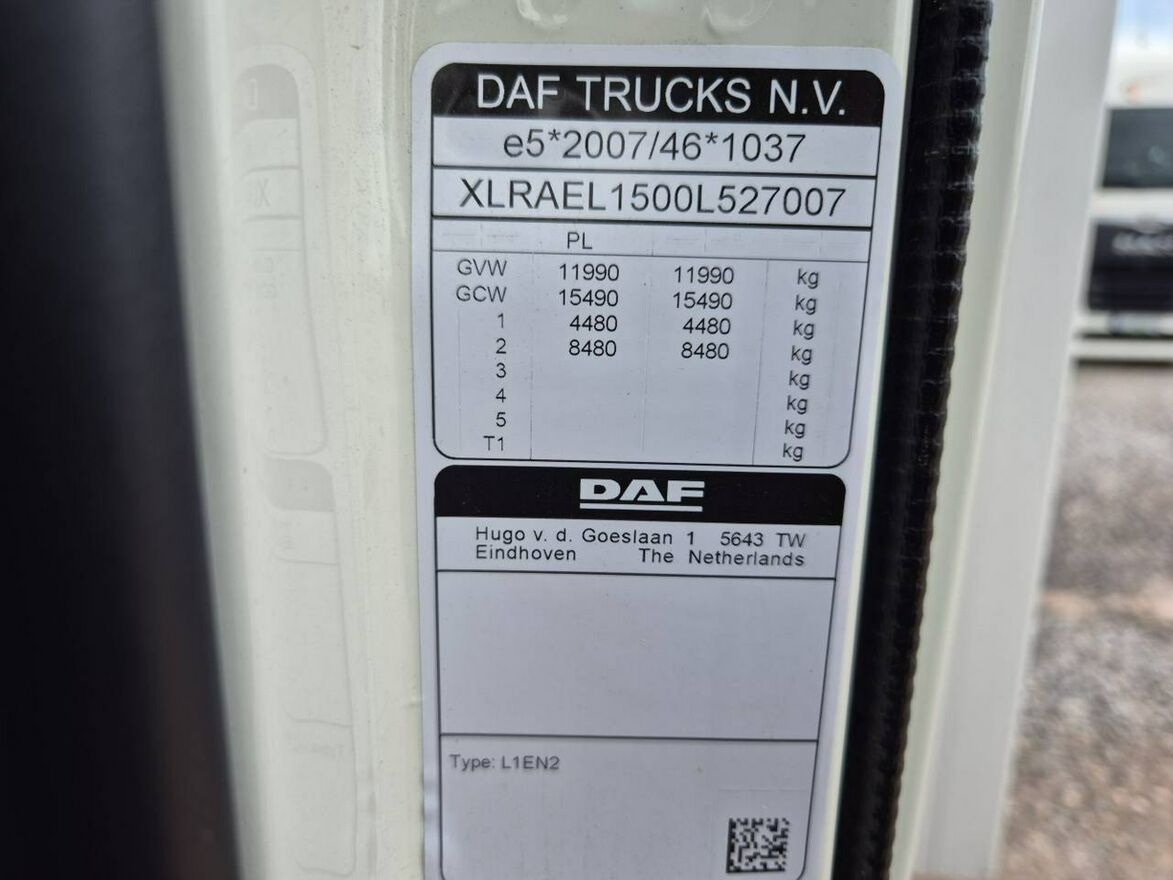 DAF TRUCKS N.V.
e5*2007/46*1037
XLRAEL1500L527007
PL
GVW 11990 11990 kg
GCW 15490 15490 kg
1 4480 4480 kg
2 8480 8480 kg
3 kg
4 kg
5 kg
T1 kg
DAF
Hugo v. d. Goeslaan 1 5643 TW
Eindhoven The Netherlands
Type: L1EN2